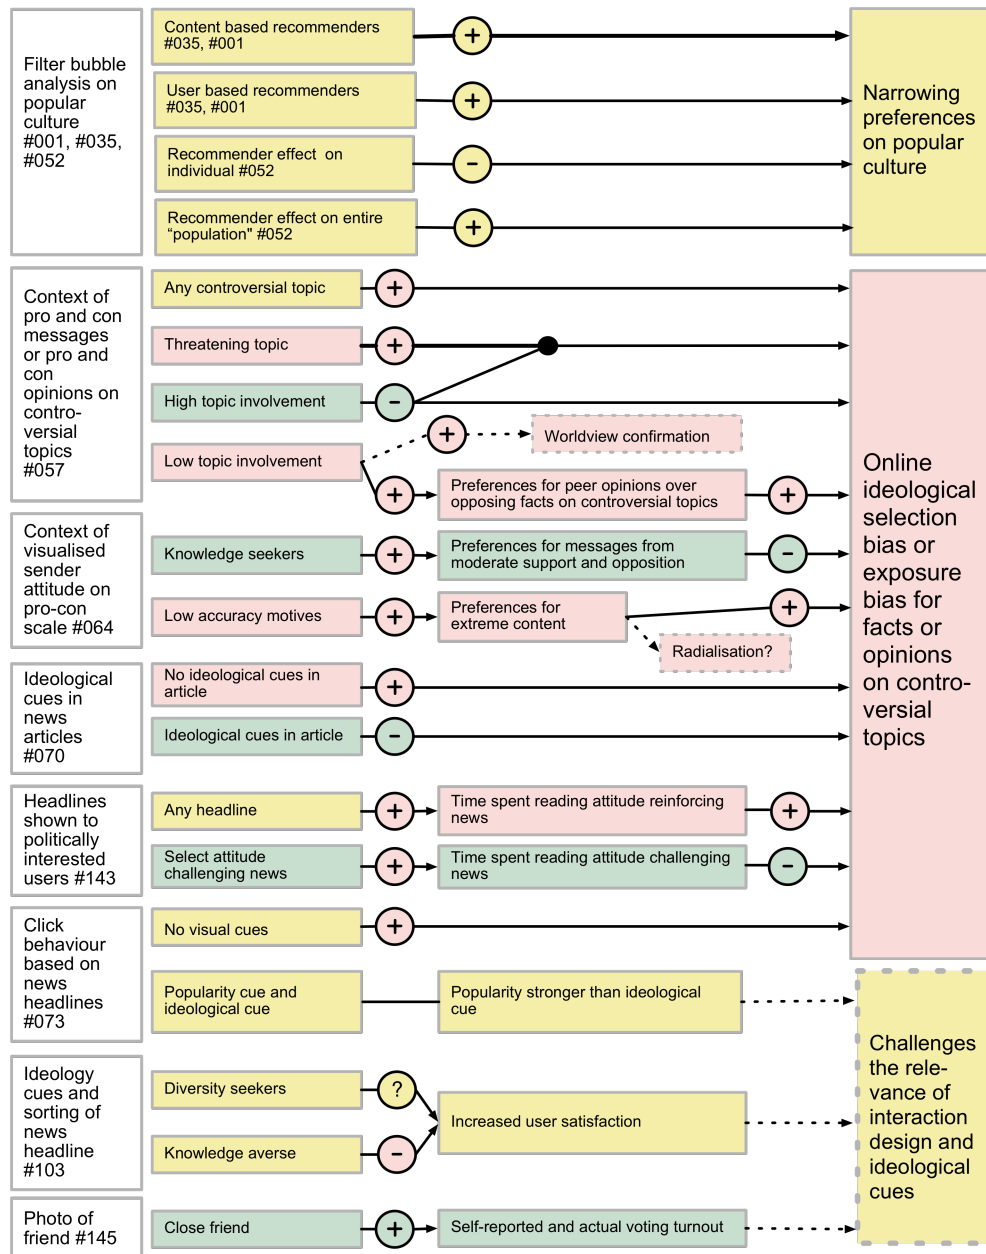 Filter bubble
analysis on
popular
culture
#001, #035,
#052
Content based recommenders
#035, #001
+
User based recommenders
#035, #001
+
Recommender effect on
individual #052
-
Recommender effect on entire
“population" #052
+
Narrowing
preferences
on popular
culture
Context of
pro and con
messages
or pro and
con
opinions on
contro-
versial
topics
#057
Any controversial topic
+
Threatening topic
+
High topic involvement
-
Low topic involvement
+
Worldview confirmation
+
Preferences for peer opinions over
opposing facts on controversial topics
+
Context of
visualised
sender
attitude on
pro-con
scale #064
Knowledge seekers
+
Preferences for messages from
moderate support and opposition
-
Low accuracy motives
+
Preferences for
extreme content
+
Radialisation?
Ideological
cues in
news
articles
#070
No ideological cues in
article
+
Ideological cues in article
-
Headlines
shown to
politically
interested
users #143
Any headline
+
Time spent reading attitude reinforcing
news
+
Select attitude
challenging news
+
Time spent reading attitude challenging
news
-
Click
behaviour
based on
news
headlines
#073
No visual cues
+
Online
ideological
selection
bias or
exposure
bias for
facts or
opinions
on contro-
versial
topics
Popularity cue and
ideological cue
Popularity stronger than ideological
cue
Ideology
cues and
sorting of
news
headline
#103
Diversity seekers
?
Knowledge averse
-
Increased user satisfaction
Photo of
friend #145
Close friend
+
Self-reported and actual voting turnout
Challenges
the rele-
vance of
interaction
design and
ideological
cues